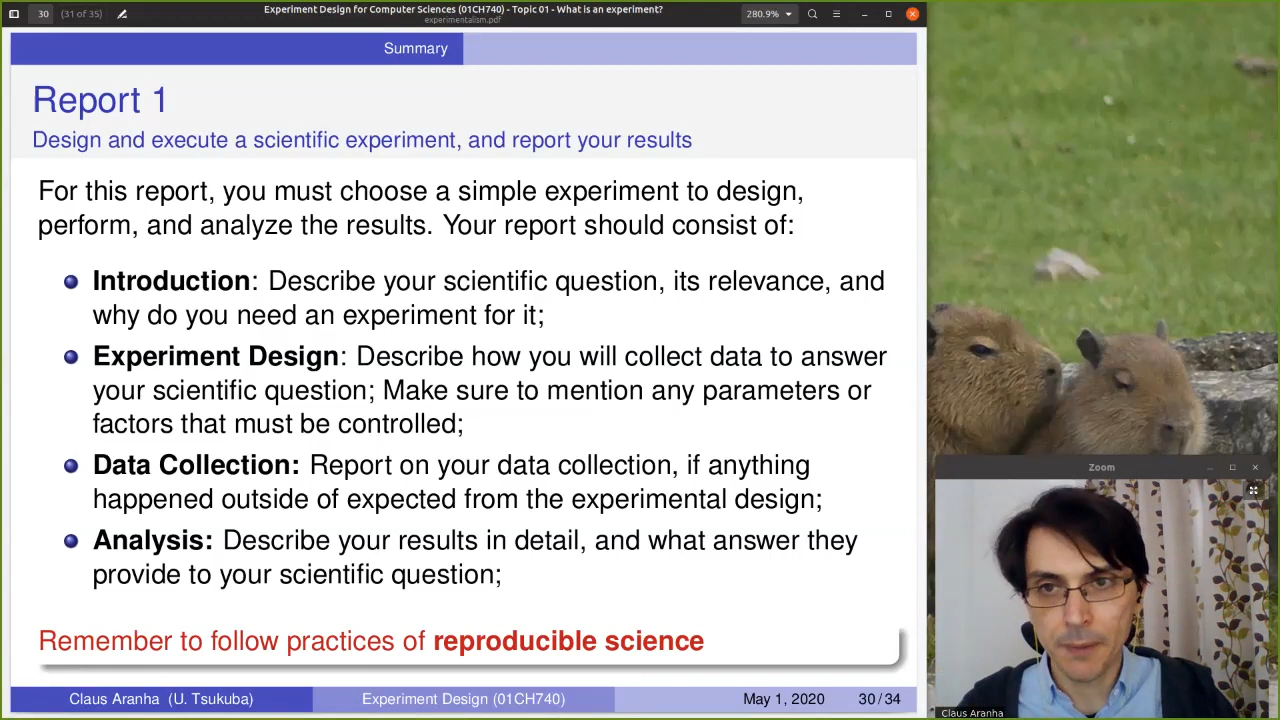 30 (31 of 35) Experiment Design for Computer Sciences (01CH740) - Topic 01 - What is an experiment? 280.9%
experimentalism.pdf
Summary
Report 1
Design and execute a scientific experiment, and report your results
For this report, you must choose a simple experiment to design,
perform, and analyze the results. Your report should consist of:
Introduction: Describe your scientific question, its relevance, and
why do you need an experiment for it;
Experiment Design: Describe how you will collect data to answer
your scientific question; Make sure to mention any parameters or
factors that must be controlled;
Data Collection: Report on your data collection, if anything
happened outside of expected from the experimental design;
Analysis: Describe your results in detail, and what answer they
provide to your scientific question;
Remember to follow practices of reproducible science
Claus Aranha (U. Tsukuba) Experiment Design (01CH740) May 1, 2020 30 / 34
Zoom
Claus Aranha